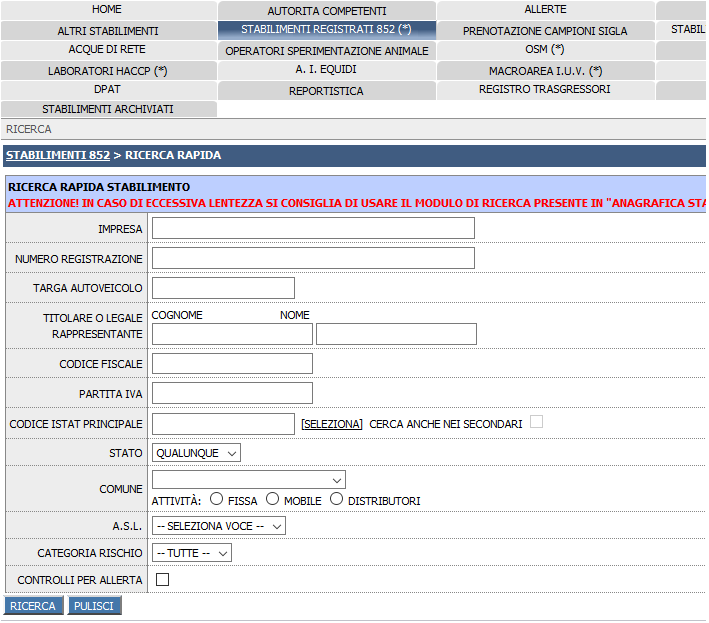 HOME AUTORITA COMPETENTI ALLERTE
ALTRI STABILIMENTI STABILIMENTI REGISTRATI 852 (*) PRENOTAZIONE CAMPIONI SIGLA STABIL
ACQUE DI RETE OPERATORI SPERIMENTAZIONE ANIMALE OSM (*)
LABORATORI HACCP (*) A. I. EQUIDI MACROAREA I.U.V. (*)
DPAT REPORTISTICA REGISTRO TRASGRESSORI
STABILIMENTI ARCHIVIATI
RICERCA
STABILIMENTI 852 > RICERCA RAPIDA
RICERCA RAPIDA STABILIMENTO
ATTENZIONE! IN CASO DI ECCESSIVA LENTEZZA SI CONSIGLIA DI USARE IL MODULO DI RICERCA PRESENTE IN "ANAGRAFICA STA
IMPRESA
NUMERO REGISTRAZIONE
TARGA AUTOVEICOLO
TITOLARE O LEGALE RAPPRESENTANTE COGNOME NOME
CODICE FISCALE
PARTITA IVA
CODICE ISTAT PRINCIPALE [SELEZIONA] CERCA ANCHE NEI SECONDARI
STATO QUALUNQUE
COMUNE
ATTIVITÀ: FISSA MOBILE DISTRIBUTORI
A.S.L. -- SELEZIONA VOCE --
CATEGORIA RISCHIO -- TUTTE --
CONTROLLI PER ALLERTA
RICERCA PULISCI